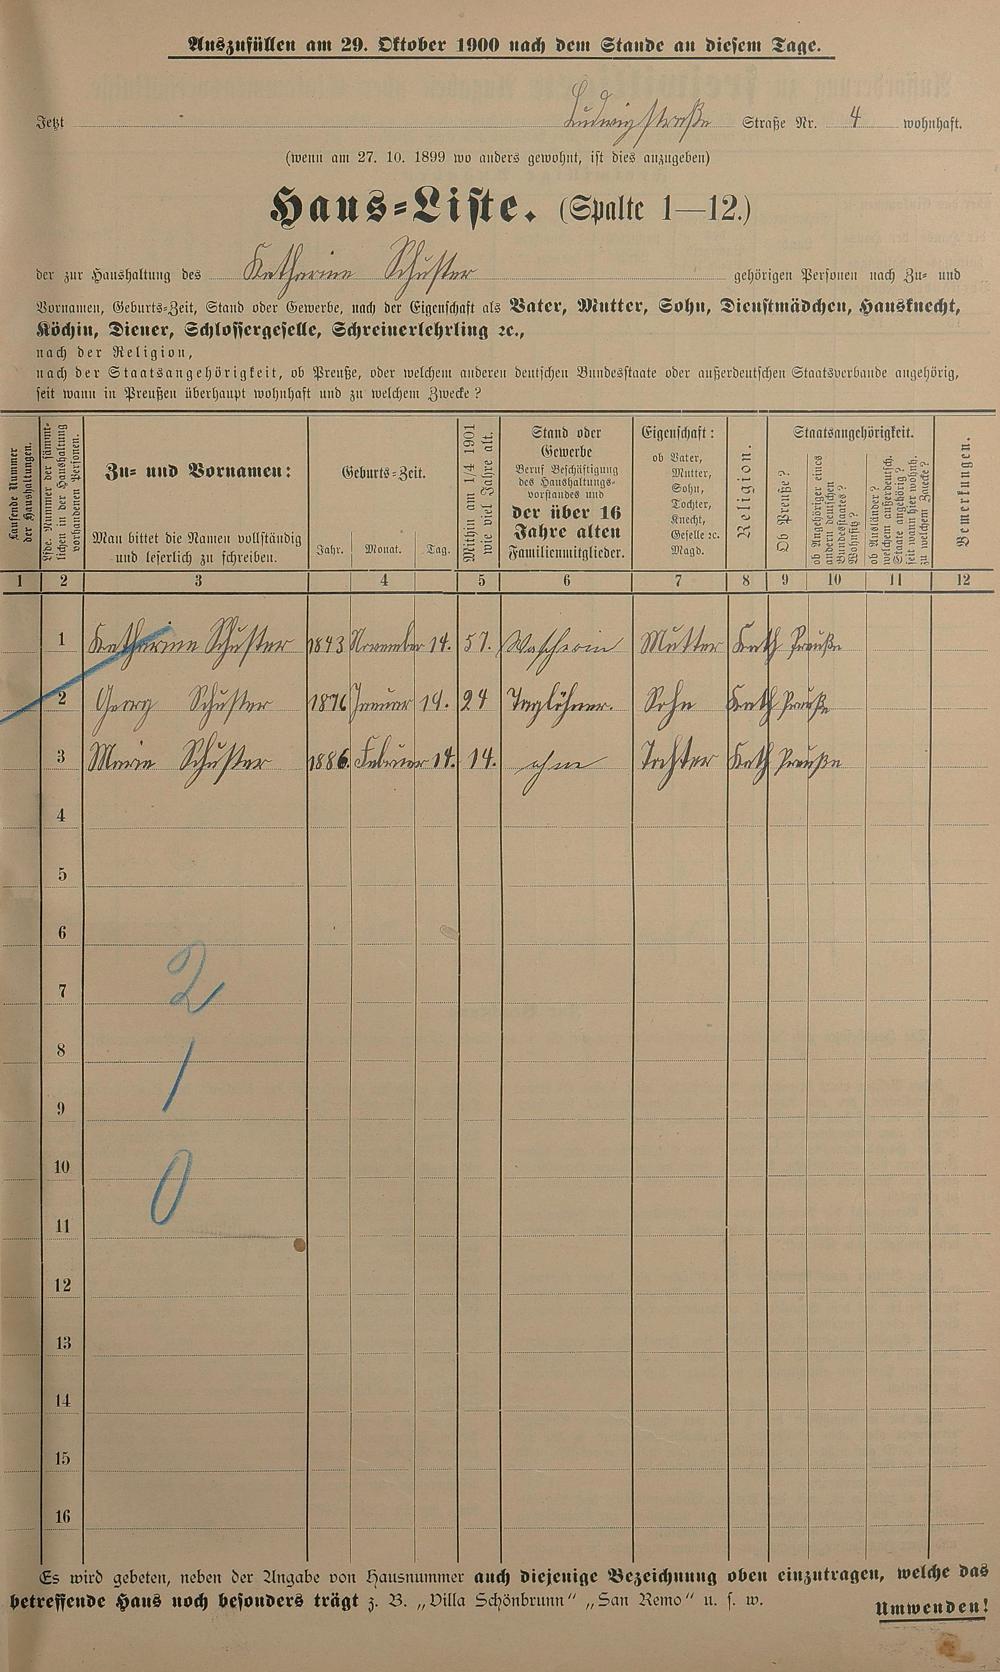 Auszufüllen am 29. Oktober 1900 nach dem Stande an diesem Tage.
Jetzt Ludwigstraße Straße Nr. 4 wohnhaft.
(wenn am 27. 10. 1899 wo anders gewohnt, ist dies anzugeben)
Haus-Liste. (Spalte 1—12.)
der zur Haushaltung des Katharine Schuster gehörigen Personen nach Zu- und
Vornamen, Geburts-Zeit, Stand oder Gewerbe, nach der Eigenschaft als Vater, Mutter, Sohn, Dienstmädchen, Hausknecht,
Köchin, Diener, Schlossergeselle, Schreinerlehrling ꝛc.,
nach der Religion,
nach der Staatsangehörigkeit, ob Preuße, oder welchem anderen deutschen Bundesstaate oder außerdeutschen Staatsverbande angehörig,
seit wann in Preußen überhaupt wohnhaft und zu welchem Zwecke?
Laufende Nummer
der Haushaltungen.
Lfde. Nummer der sämmt-
lichen in der Haushaltung
vorhandenen Personen.
Zu- und Vornamen:
Man bittet die Namen vollständig
und leserlich zu schreiben.
Geburts-Zeit.
Jahr. Monat. Tag.
Mithin am 1/4 1901
wie viel Jahre alt.
Stand oder
Gewerbe
Beruf Beschäftigung
des Haushaltungs-
vorstandes und
der über 16
Jahre alten
Familienmitglieder.
Eigenschaft:
ob Vater,
Mutter,
Sohn,
Tochter,
Knecht,
Geselle ꝛc.
Magd.
Religion.
Staatsangehörigkeit.
Ob Preuße?
ob Angehöriger eines
andern deutschen
Bundesstaates?
Wohnsitz?
ob Ausländer?
welchem außerdeutsch.
Staate angehörig?
seit wann hier wohnh.
zu welchem Zwecke?
Bemerkungen.
1 2 3 4 5 6 7 8 9 10 11 12
1 Katharine Schuster 1843 November 14. 57. Wascherin Mutter Kath Preuße
2 Georg Schuster 1876 Januar 14. 24 Taglöhner. Sohn Kath Preuße
3 Marie Schuster 1886. Februar 14. 14. ohne Tochter Kath Preuße
4
5
6
2
7
8
1
9
10
0
11
12
13
14
15
16
Es wird gebeten, neben der Angabe von Hausnummer auch diejenige Bezeichnung oben einzutragen, welche das
betreffende Haus noch besonders trägt z. B. „Villa Schönbrunn“ „San Remo“ u. s. w.
Umwenden!